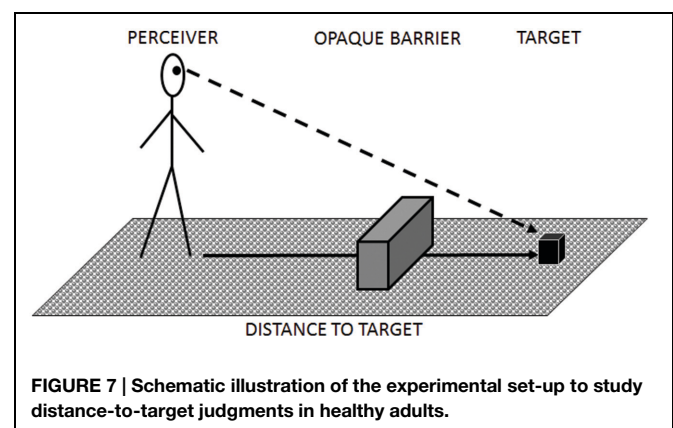 PERCEIVER OPAQUE BARRIER TARGET
DISTANCE TO TARGET
FIGURE 7 | Schematic illustration of the experimental set-up to study
distance-to-target judgments in healthy adults.